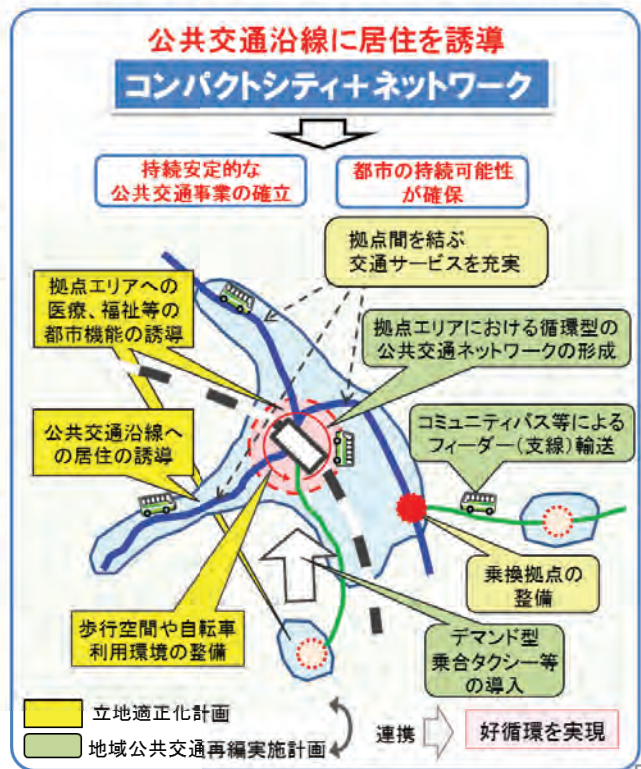 公共交通沿線に居住を誘導
コンパクトシティ+ネットワーク
持続安定的な
公共交通事業の確立
都市の持続可能性
が確保
拠点間を結ぶ
交通サービスを充実
拠点エリアへの
医療、福祉等の
都市機能の誘導
拠点エリアにおける循環型の
公共交通ネットワークの形成
公共交通沿線へ
の居住の誘導
コミュニティバス等による
フィーダー(支線)輸送
乗換拠点の
整備
歩行空間や自転車
利用環境の整備
デマンド型
乗合タクシー等
の導入
立地適正化計画
地域公共交通再編実施計画
連携
好循環を実現